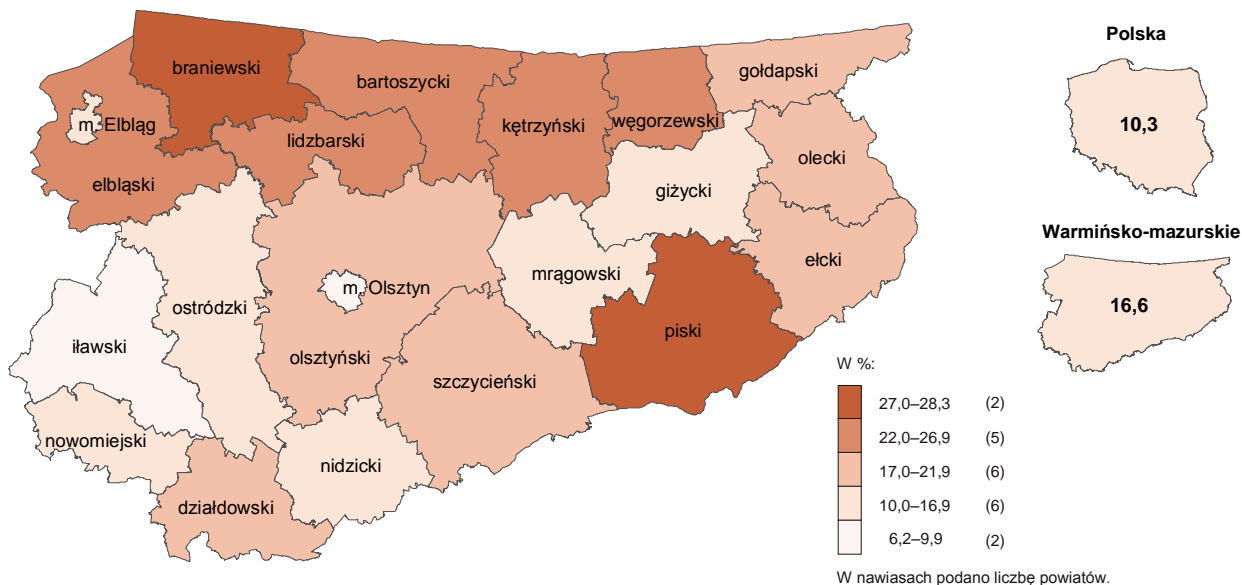 braniewski
bartoszycki
gołdapski
m. Elbląg
lidzbarski
kętrzyński
węgorzewski
olecki
elbląski
giżycki
ełcki
mrągowski
m. Olsztyn
ostródzki
iławski
olsztyński
szczycieński
piski
nowomiejski
nidzicki
działdowski
Polska
10,3
Warmińsko-mazurskie
16,6
W %:
27,0–28,3 (2)
22,0–26,9 (5)
17,0–21,9 (6)
10,0–16,9 (6)
6,2–9,9 (2)
W nawiasach podano liczbę powiatów.